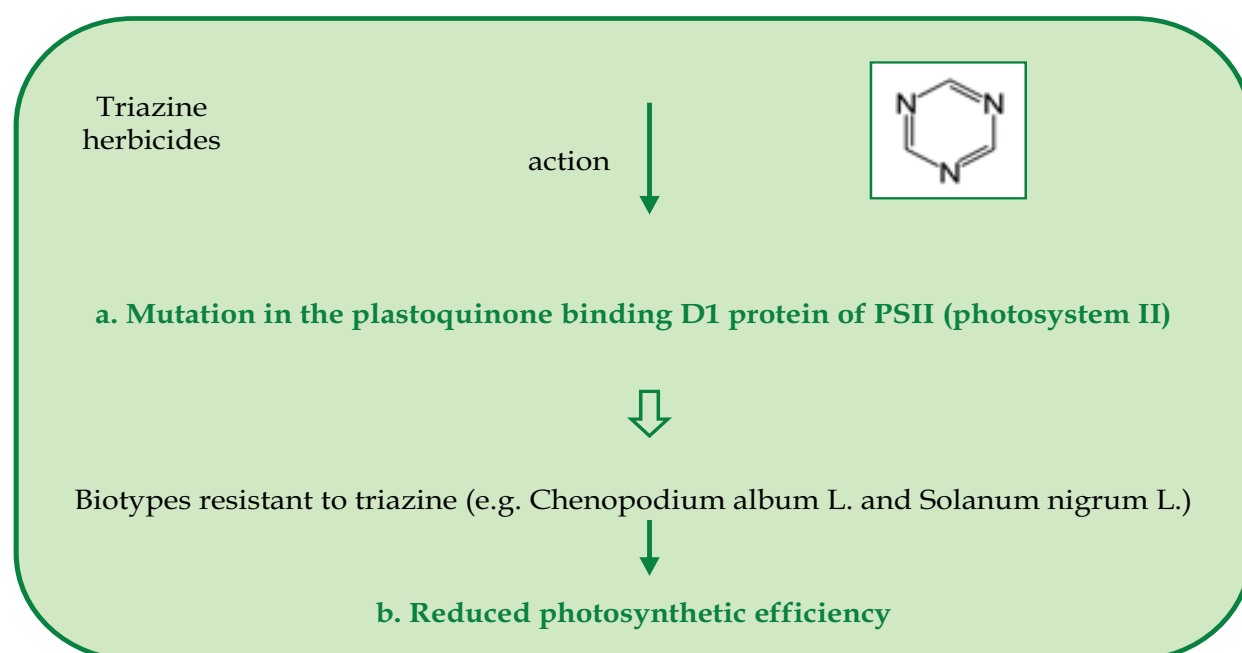 Triazine
herbicides
action
N
N
N
a. Mutation in the plastoquinone binding D1 protein of PSII (photosystem II)
Biotypes resistant to triazine (e.g. Chenopodium album L. and Solanum nigrum L.)
b. Reduced photosynthetic efficiency